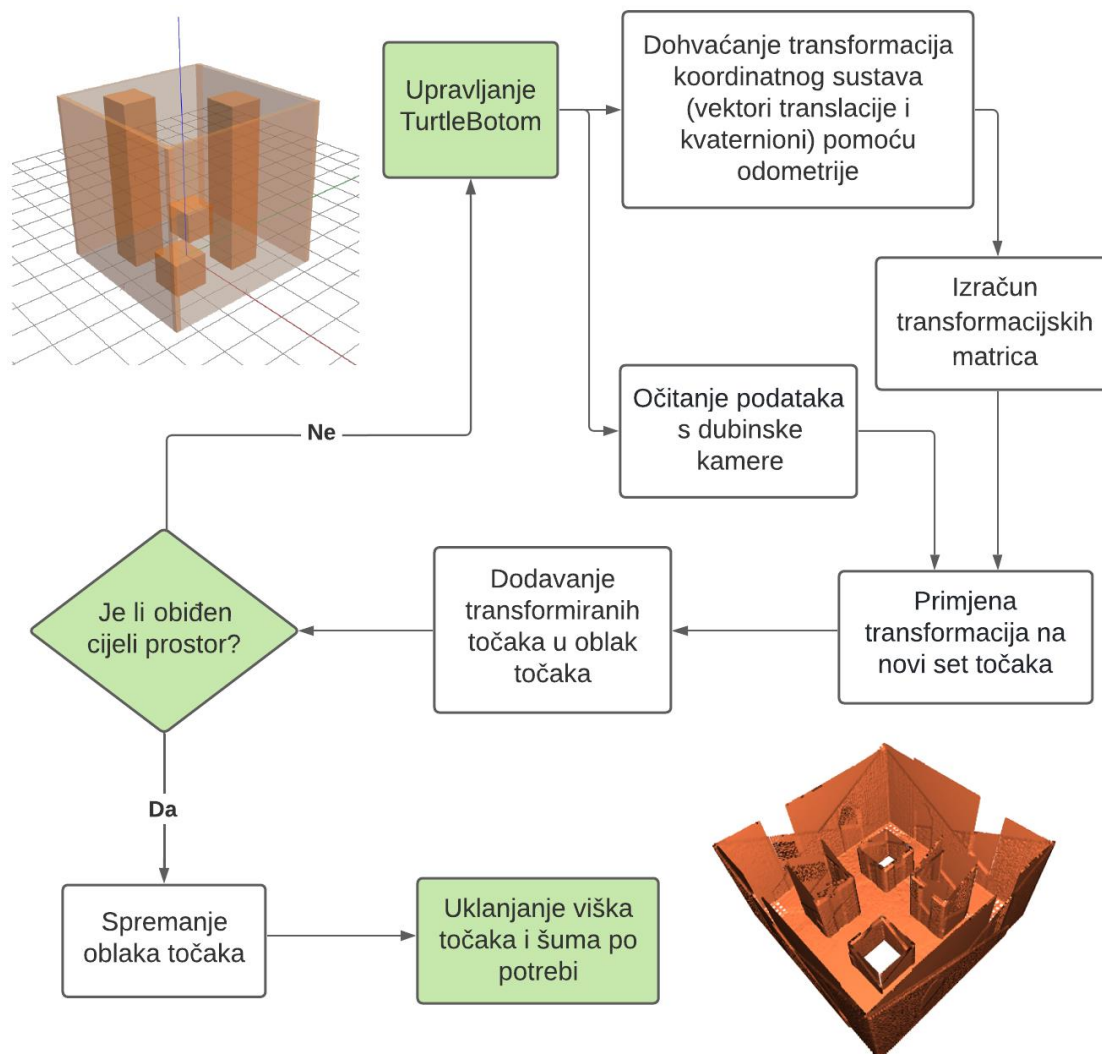 Upravljanje
TurtleBotom
Dohvaćanje transformacija
koordinatnog sustava
(vektori translacije i
kvaternioni) pomoću
odometrije
Izračun
transformacijskih
matrica
Očitanje podataka
s dubinske
kamere
Primjena
transformacija na
novi set točaka
Dodavanje
transformiranih
točaka u oblak
točaka
Je li obiđen
cijeli prostor?
Ne
Da
Spremanje
oblaka točaka
Uklanjanje viška
točaka i šuma po
potrebi